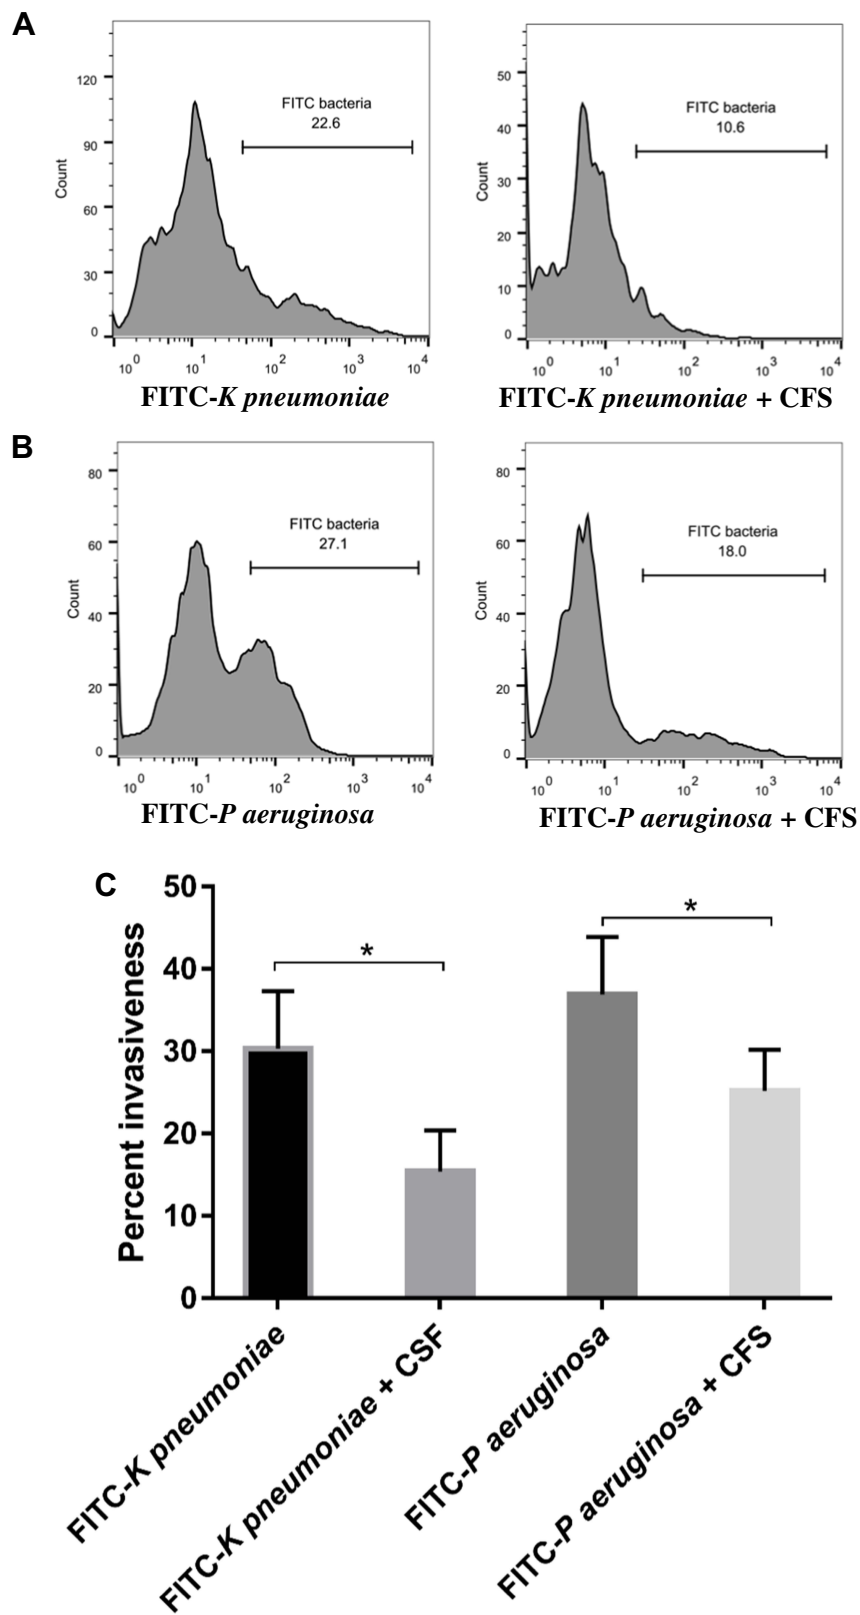 A
FITC bacteria
22.6
Count
120
90
60
30
0
10^0 10^1 10^2 10^3 10^4
FITC-K pneumoniae
FITC bacteria
10.6
Count
50
40
30
20
10
0
10^0 10^1 10^2 10^3 10^4
FITC-K pneumoniae + CFS
B
FITC bacteria
27.1
Count
80
60
40
20
0
10^0 10^1 10^2 10^3 10^4
FITC-P aeruginosa
FITC bacteria
18.0
Count
80
60
40
20
0
10^0 10^1 10^2 10^3 10^4
FITC-P aeruginosa + CFS
C
Percent invasiveness
50
40
30
20
10
0
*
*
FITC-K pneumoniae
FITC-K pneumoniae + CSF
FITC-P aeruginosa
FITC-P aeruginosa + CFS